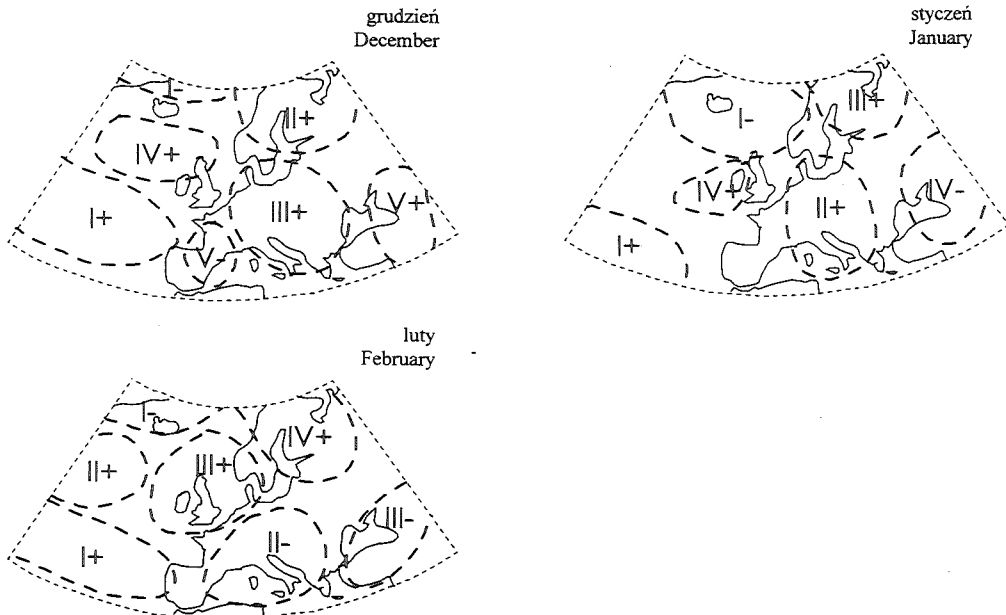 grudzień
December
I-
II+
IV+
I+
III+
V+
V-
styczeń
January
I-
III+
IV+
II+
IV-
I+
luty
February
I-
II+
III+
IV+
I+
II-
III-